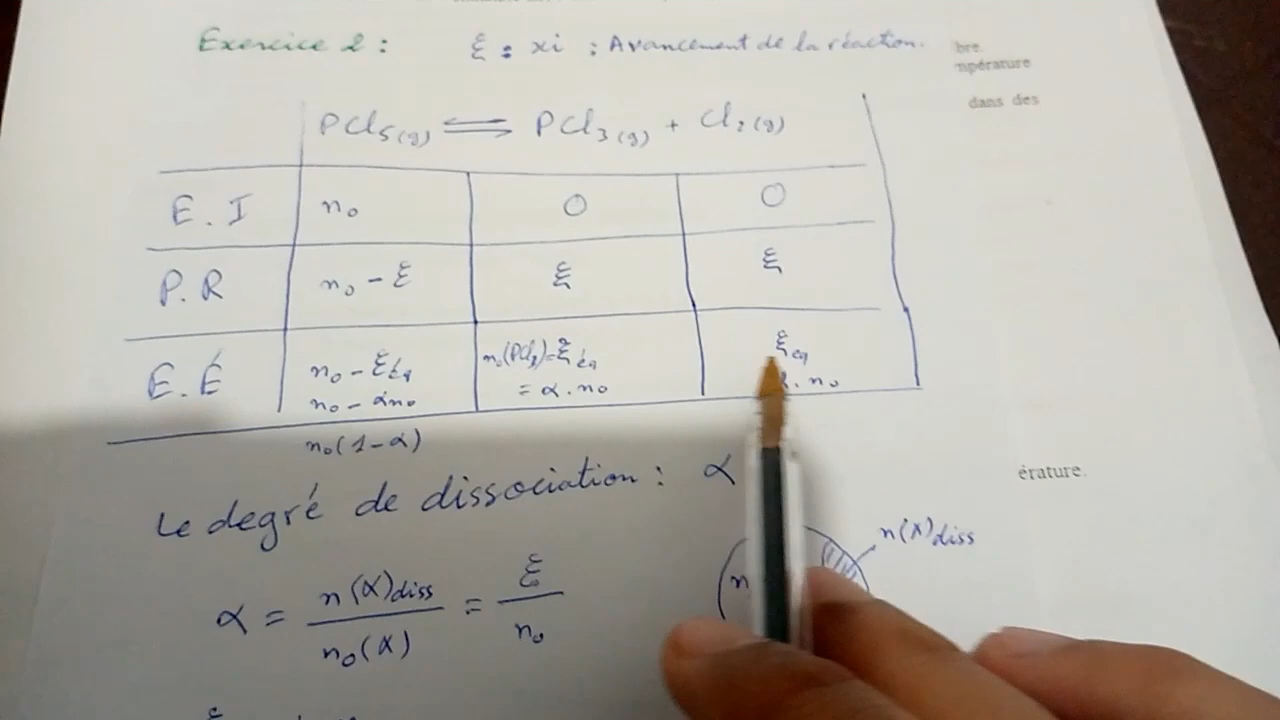 Exercice 2 : ξ : xi : Avancement de la réaction.
bre.
mpérature
dans des
PCl5(g) ⇌ PCl3(g) + Cl2(g)
E.I n0 0 0
P.R n0 - ξ ξ ξ
E.É n0 - ξéq n0(PCl3)=ξéq ξéq
n0 - αn0 = α.n0 . n0
n0(1-α)
Le degré de dissociation : α
érature.
n(X)diss
n
α = n(α)diss / n0(α) = ξ / n0